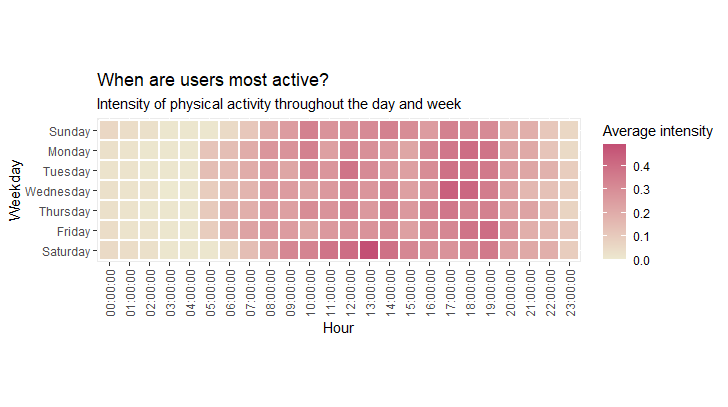 When are users most active?
Intensity of physical activity throughout the day and week
Weekday
Sunday
Monday
Tuesday
Wednesday
Thursday
Friday
Saturday
00:00:00
01:00:00
02:00:00
03:00:00
04:00:00
05:00:00
06:00:00
07:00:00
08:00:00
09:00:00
10:00:00
11:00:00
12:00:00
13:00:00
14:00:00
15:00:00
16:00:00
17:00:00
18:00:00
19:00:00
20:00:00
21:00:00
22:00:00
23:00:00
Hour
Average intensity
0.4
0.3
0.2
0.1
0.0